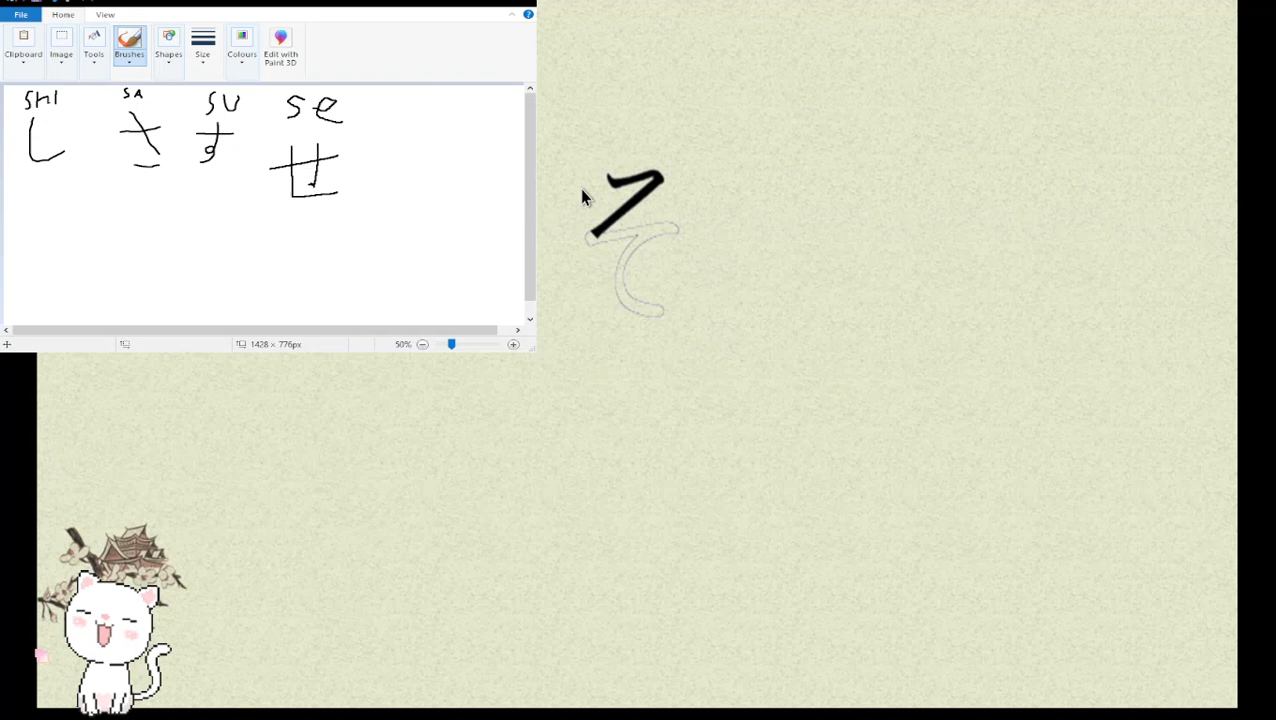 File Home View
Clipboard Image Tools Brushes Shapes Size Colours Edit with Paint 3D
SHI SA SU Se
し さ す せ
そ
1428 × 776px 50%